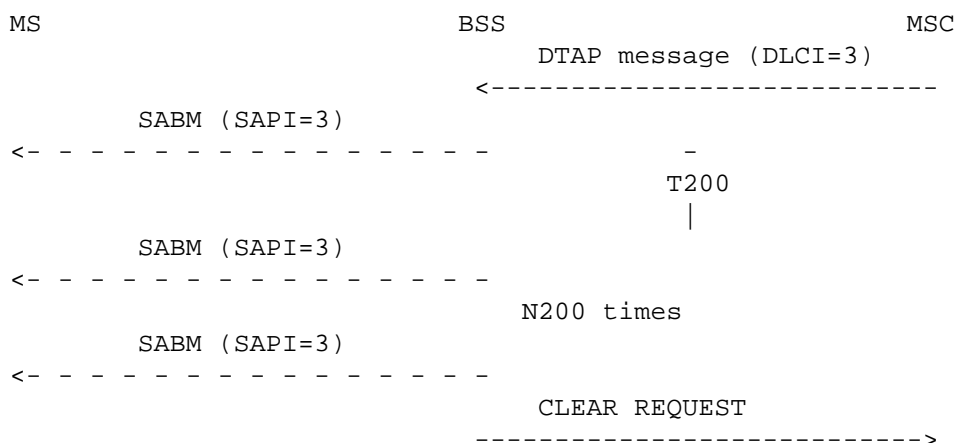 MS BSS MSC
DTAP message (DLCI=3)
<----------------------------
SABM (SAPI=3)
<- - - - - - - - - - - - - - - -
T200
|
SABM (SAPI=3)
<- - - - - - - - - - - - - - -
N200 times
SABM (SAPI=3)
<- - - - - - - - - - - - - - -
CLEAR REQUEST
---------------------------->